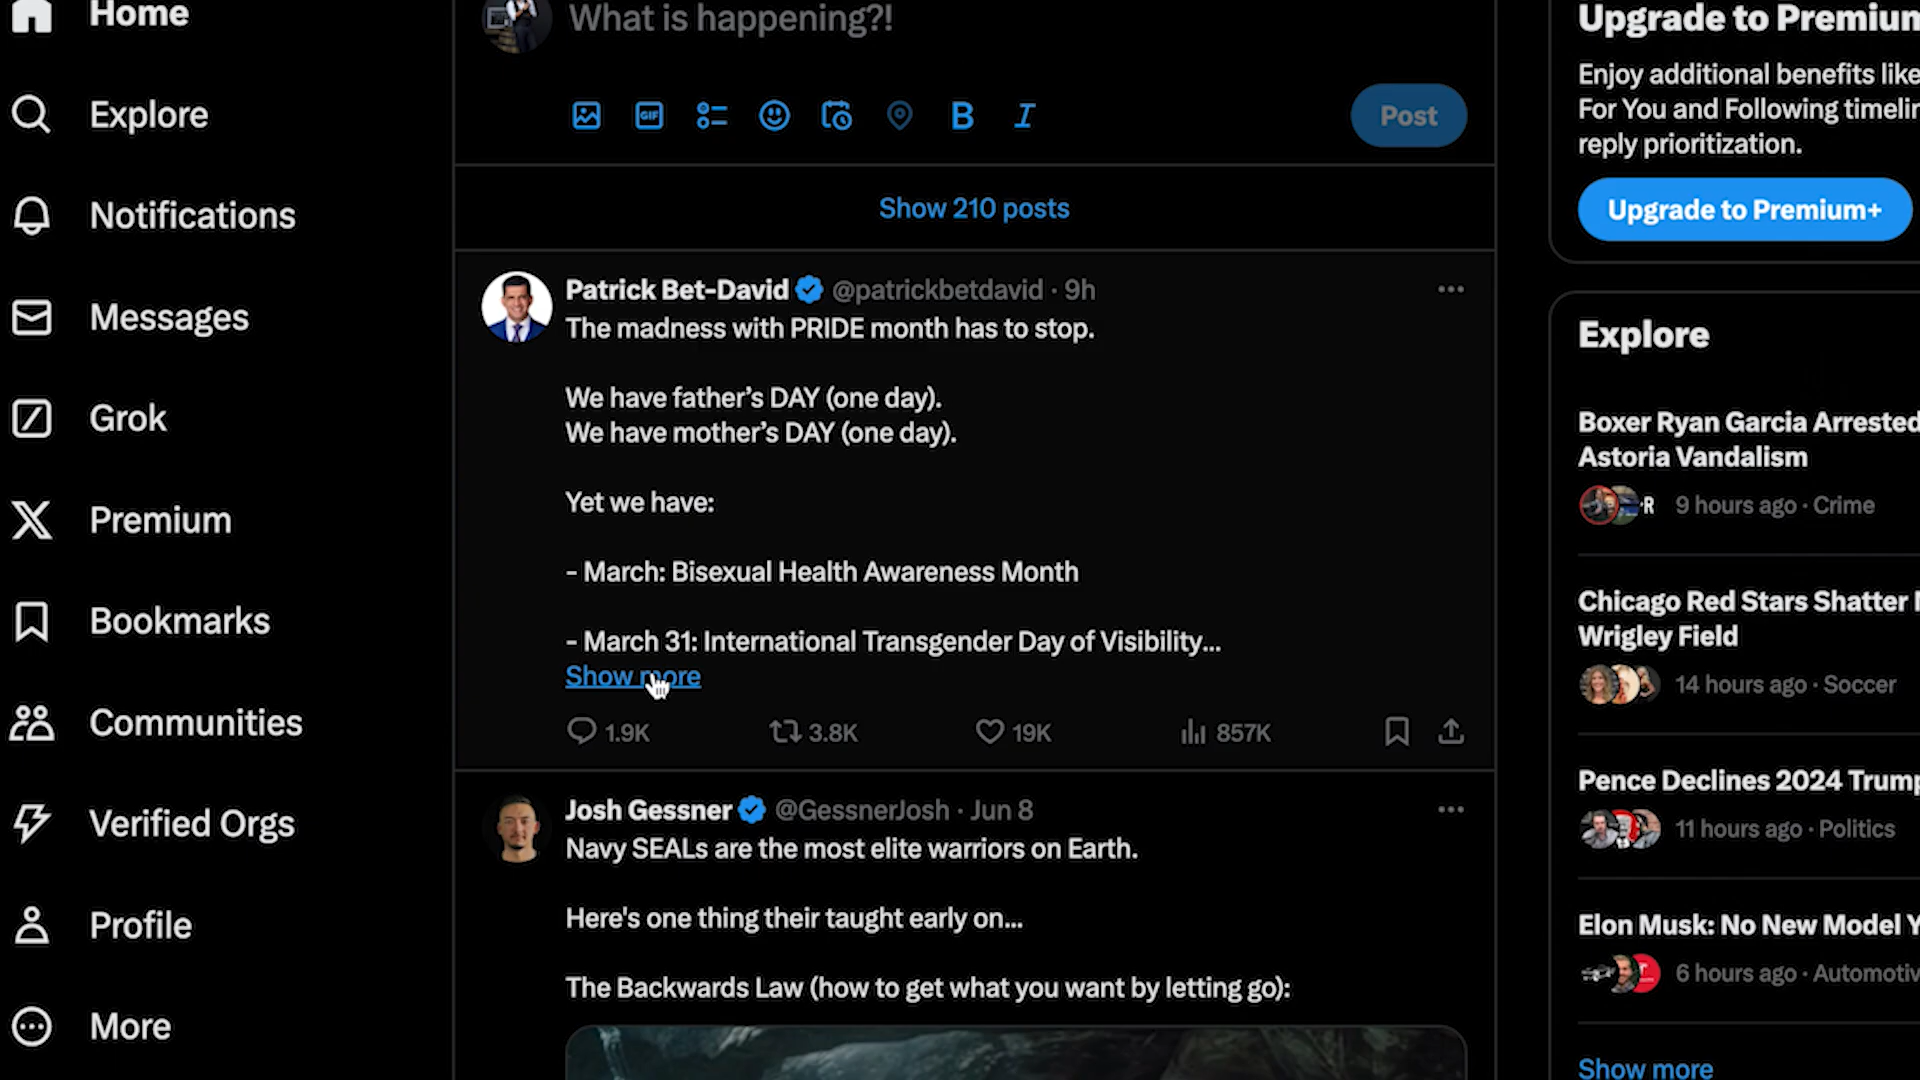 Home
Explore
Notifications
Messages
Grok
Premium
Bookmarks
Communities
Verified Orgs
Profile
More
What is happening?!
GIF
B I
Post
Show 210 posts
Patrick Bet-David @patrickbetdavid · 9h
The madness with PRIDE month has to stop.
We have father’s DAY (one day).
We have mother’s DAY (one day).
Yet we have:
- March: Bisexual Health Awareness Month
- March 31: International Transgender Day of Visibility...
Show more
1.9K 3.8K 19K 857K
Josh Gessner @GessnerJosh · Jun 8
Navy SEALs are the most elite warriors on Earth.
Here's one thing their taught early on...
The Backwards Law (how to get what you want by letting go):
Upgrade to Premium
Enjoy additional benefits like
For You and Following
reply prioritization.
Upgrade to Premium+
Explore
Boxer Ryan Garcia Arrested
Astoria Vandalism
9 hours ago · Crime
Chicago Red Stars Shatter
Wrigley Field
14 hours ago · Soccer
Pence Declines 2024 Trump
11 hours ago · Politics
Elon Musk: No New Model Y
6 hours ago ·
Show more